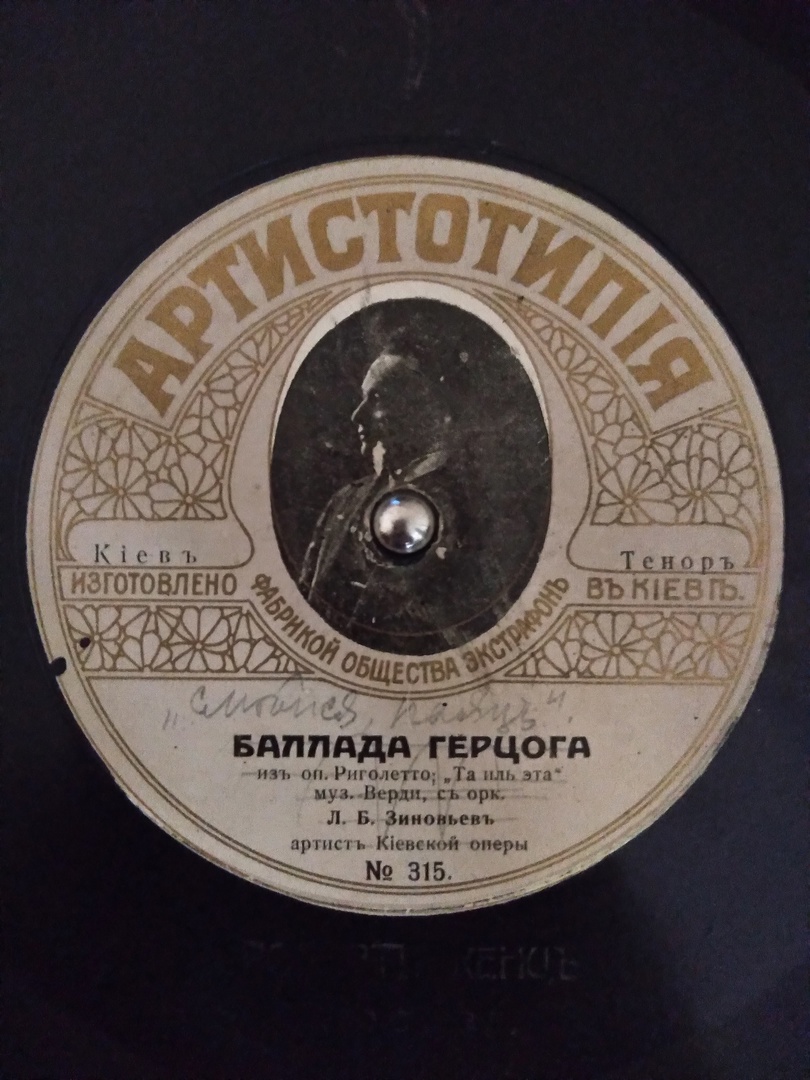 АРТИСТОТИПІЯ
Кіевъ
Теноръ
ИЗГОТОВЛЕНО
ФАБРИКОЙ ОБЩЕСТВА ЭКСТРАФОНЪ
ВЪ КІЕВѢ.
БАЛЛАДА ГЕРЦОГА
изъ оп. Риголетто; „Та иль эта“
муз. Верди, съ орк.
Л. Б. Зиновьевъ
артистъ Кіевской оперы
№ 315.